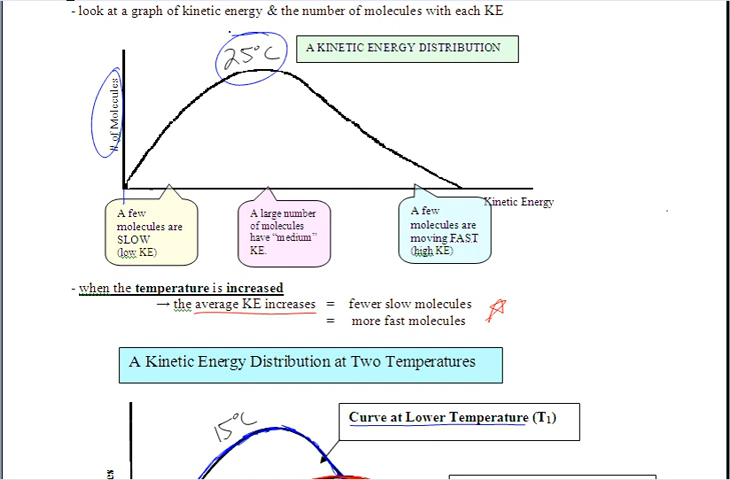 - look at a graph of kinetic energy & the number of molecules with each KE
25°C
A KINETIC ENERGY DISTRIBUTION
# of Molecules
Kinetic Energy
A few
molecules are
SLOW
(low KE)
A large number
of molecules
have "medium"
KE.
A few
molecules are
moving FAST
(high KE)
- when the temperature is increased
→ the average KE increases = fewer slow molecules
= more fast molecules
A Kinetic Energy Distribution at Two Temperatures
15°C
Curve at Lower Temperature (T₁)